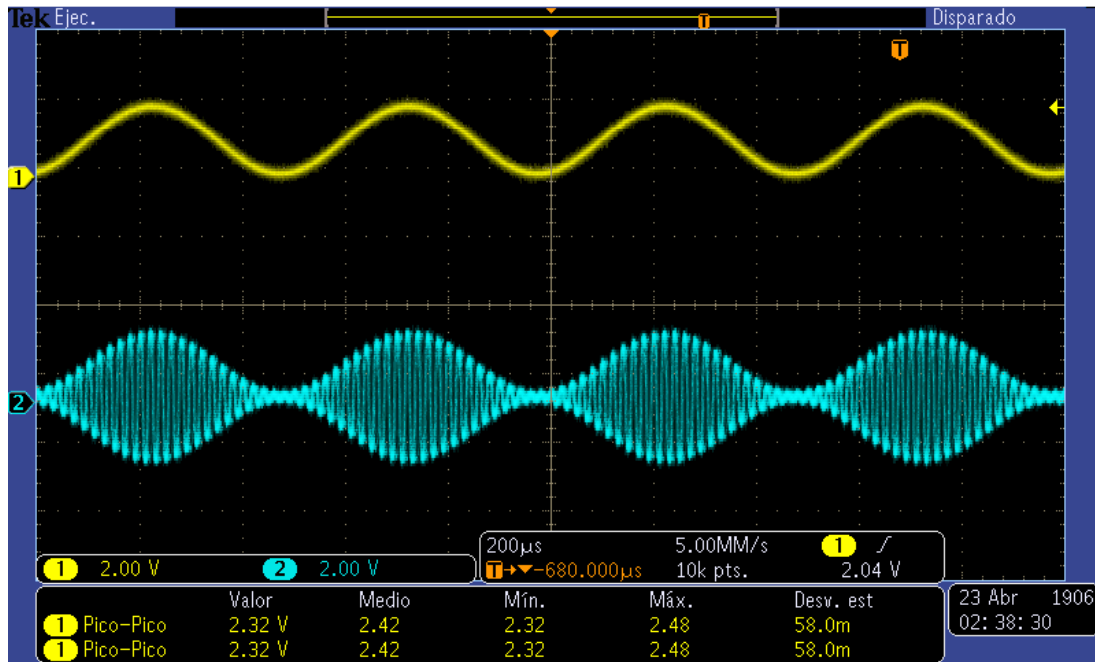 Tek Ejec. Disparado
T
T
1
2
1 2.00 V 2 2.00 V
200µs 5.00MM/s 1
T→▼-680.000µs 10k pts. 2.04 V
Valor Medio Mín. Máx. Desv. est
1 Pico-Pico 2.32 V 2.42 2.32 2.48 58.0m
1 Pico-Pico 2.32 V 2.42 2.32 2.48 58.0m
23 Abr 1906
02:38:30